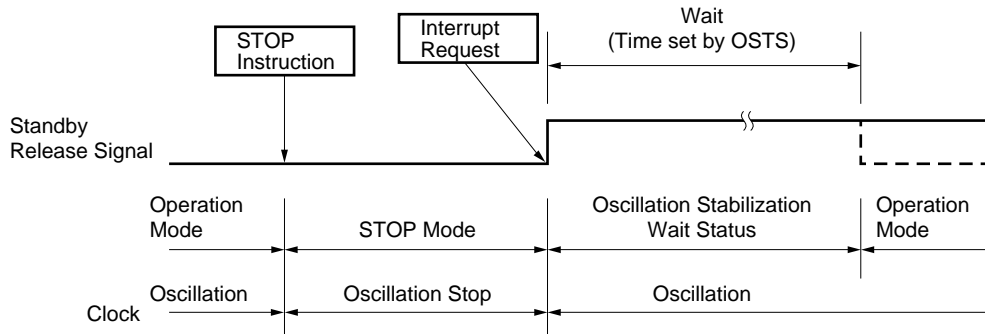 Wait
(Time set by OSTS)
STOP
Instruction
Interrupt
Request
Standby
Release Signal
Operation
Mode
STOP Mode
Oscillation Stabilization
Wait Status
Operation
Mode
Clock
Oscillation
Oscillation Stop
Oscillation